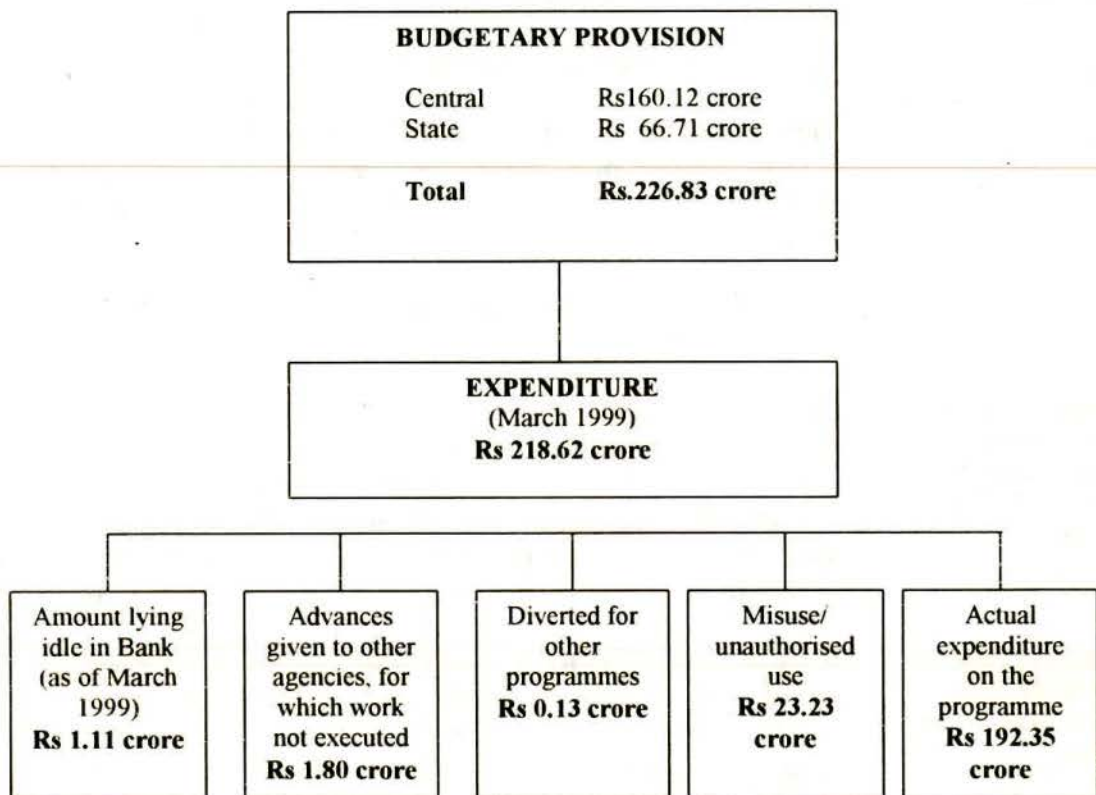 BUDGETARY PROVISION
Central Rs160.12 crore
State Rs 66.71 crore
Total Rs.226.83 crore
EXPENDITURE
(March 1999)
Rs 218.62 crore
Amount lying
idle in Bank
(as of March
1999)
Rs 1.11 crore
Advances
given to other
agencies, for
which work
not executed
Rs 1.80 crore
Diverted for
other
programmes
Rs 0.13 crore
Misuse/
unauthorised
use
Rs 23.23
crore
Actual
expenditure
on the
programme
Rs 192.35
crore